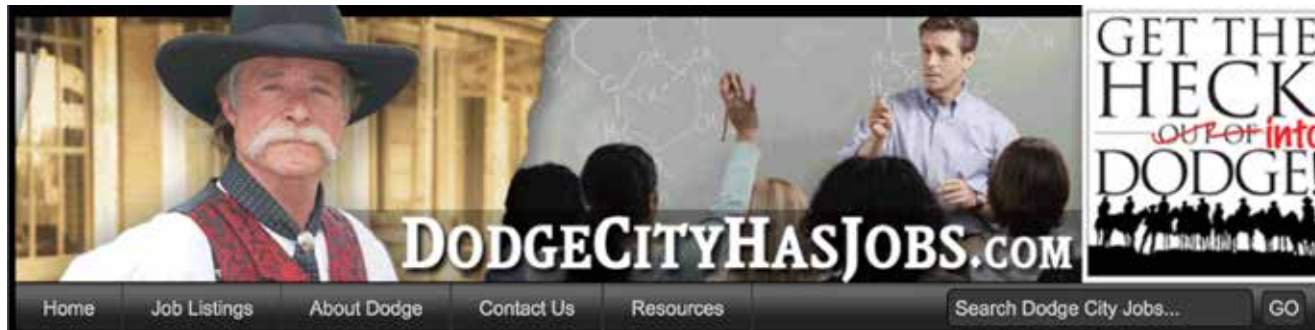 GET THE
HECK
OUT OF into
DODGE!
DODGECITYHASJOBS.COM
Home
Job Listings
About Dodge
Contact Us
Resources
Search Dodge City Jobs...
GO